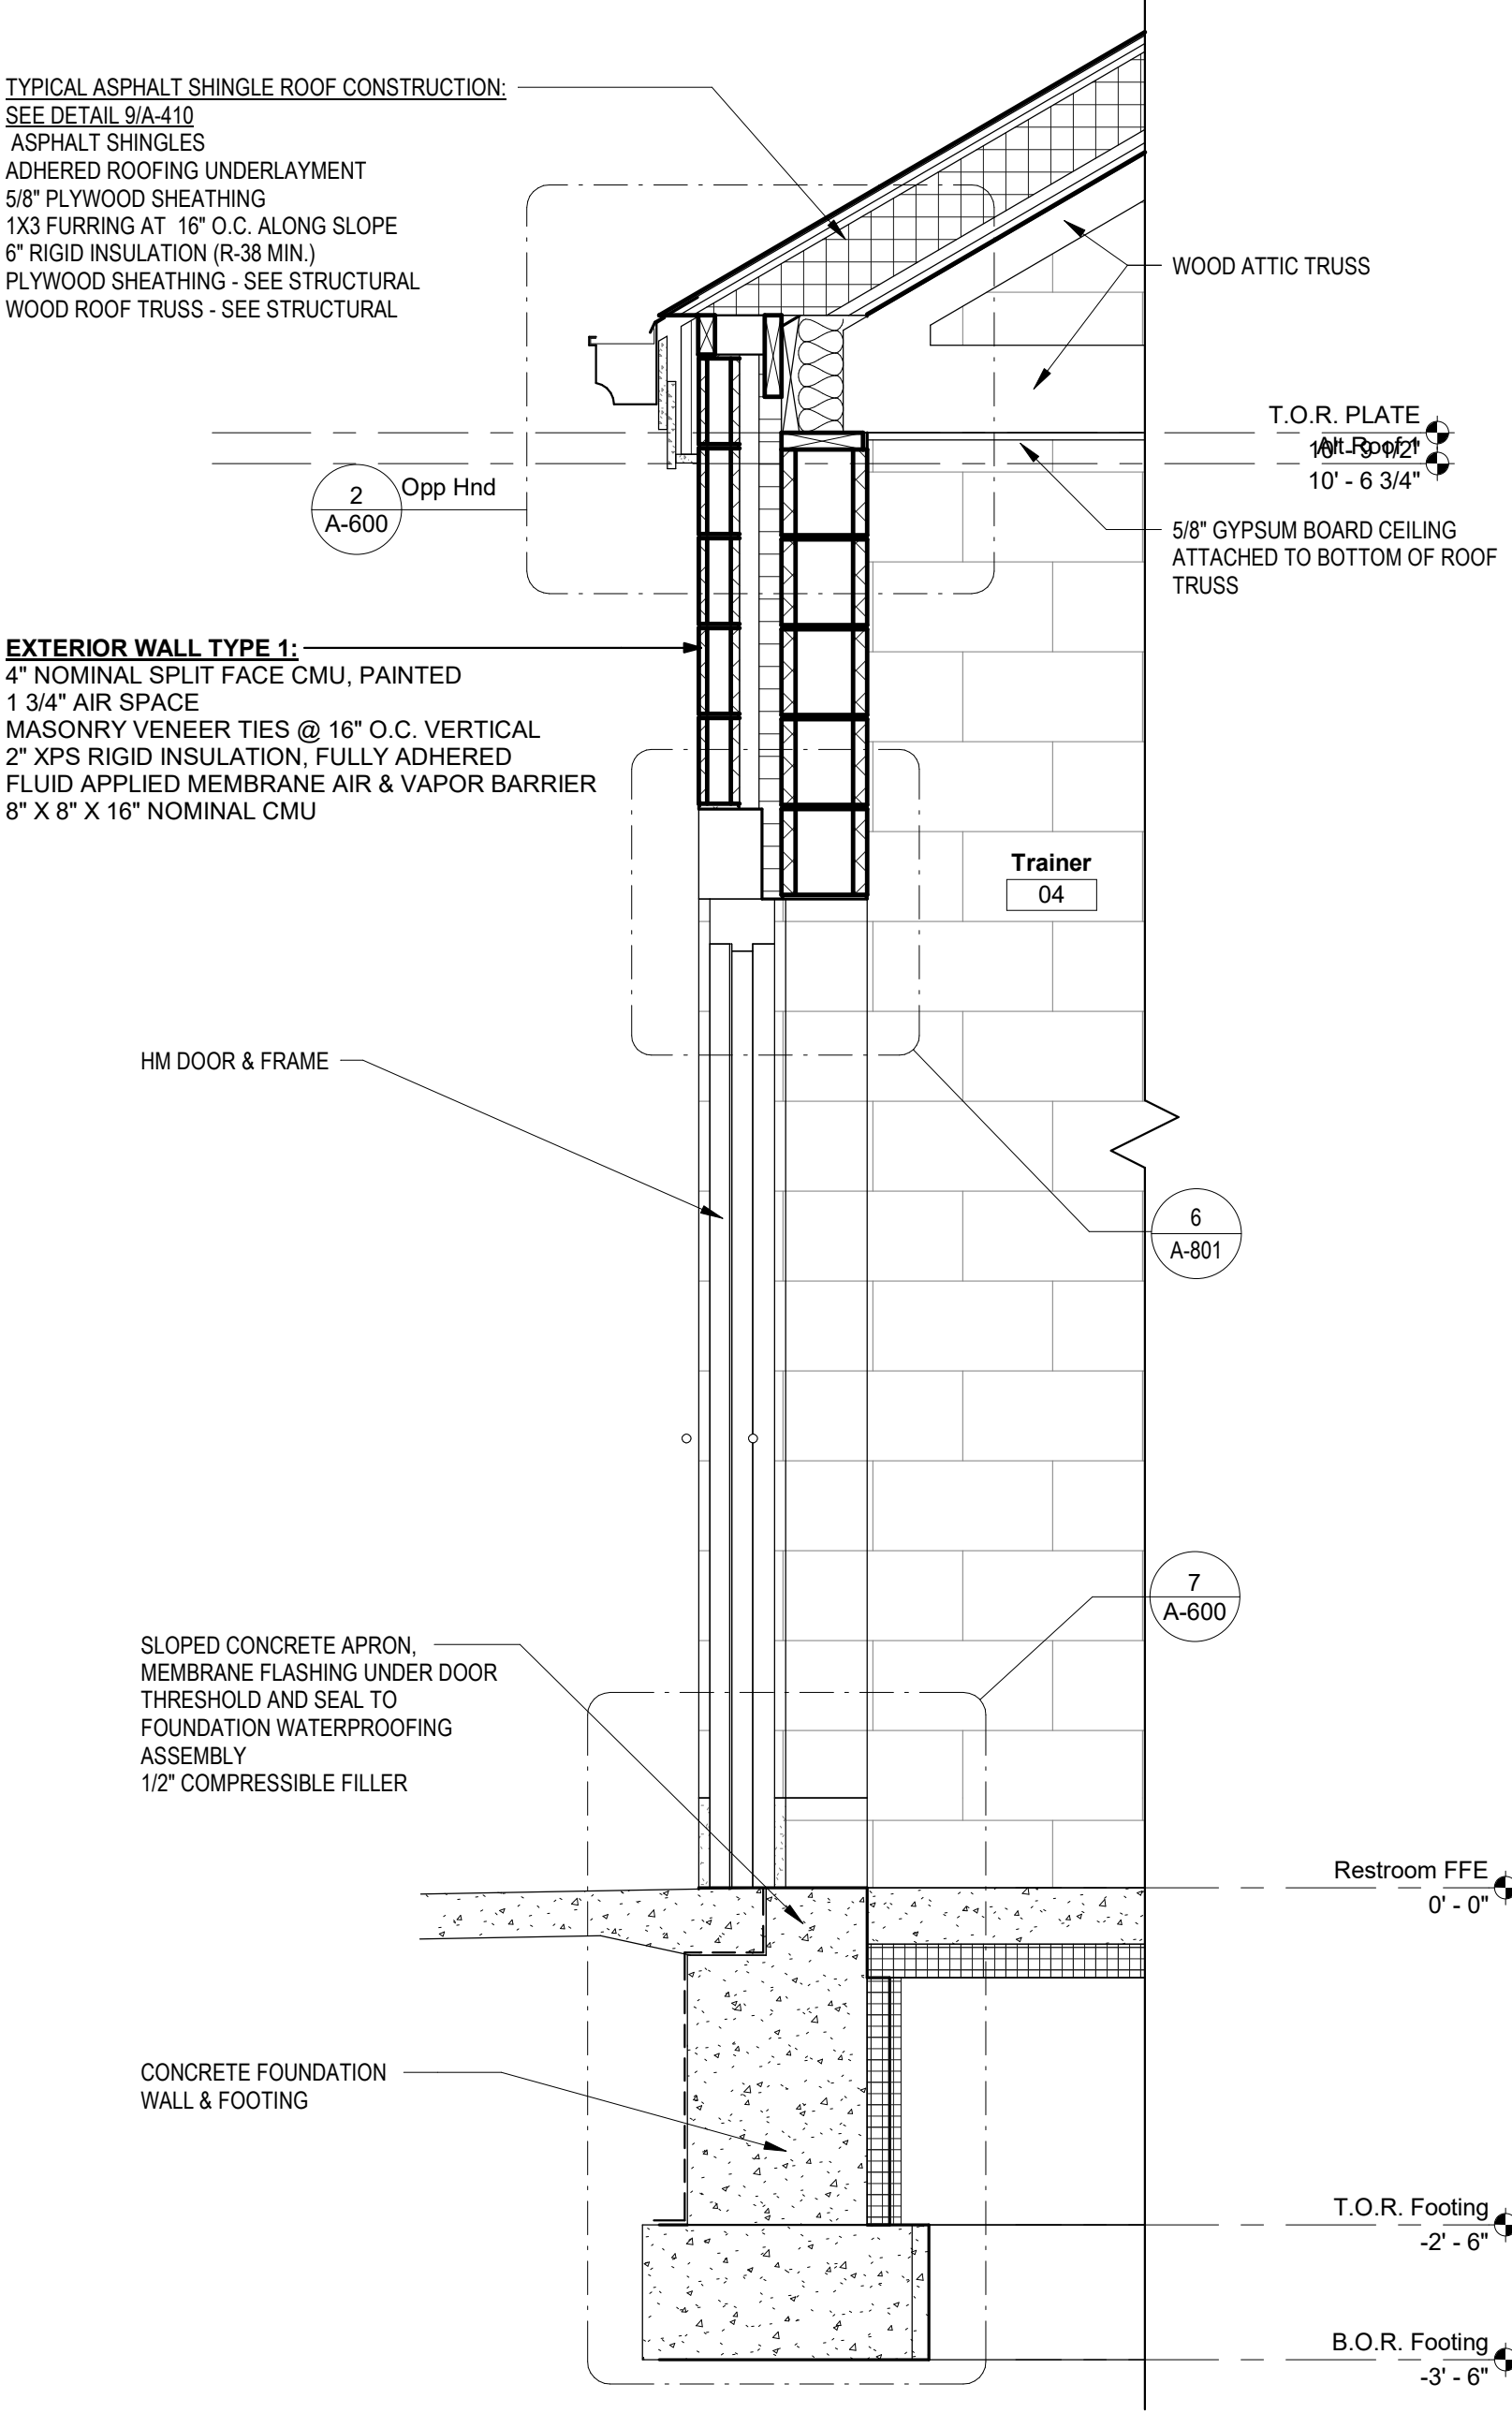 TYPICAL ASPHALT SHINGLE ROOF CONSTRUCTION:
SEE DETAIL 9/A-410
ASPHALT SHINGLES
ADHERED ROOFING UNDERLAYMENT
5/8" PLYWOOD SHEATHING
1X3 FURRING AT 16" O.C. ALONG SLOPE
6" RIGID INSULATION (R-38 MIN.)
PLYWOOD SHEATHING - SEE STRUCTURAL
WOOD ROOF TRUSS - SEE STRUCTURAL
WOOD ATTIC TRUSS
T.O.R. PLATE
10' - 9 1/2"
Alt.Roof 1
10' - 6 3/4"
2
A-600
Opp Hnd
5/8" GYPSUM BOARD CEILING
ATTACHED TO BOTTOM OF ROOF
TRUSS
EXTERIOR WALL TYPE 1:
4" NOMINAL SPLIT FACE CMU, PAINTED
1 3/4" AIR SPACE
MASONRY VENEER TIES @ 16" O.C. VERTICAL
2" XPS RIGID INSULATION, FULLY ADHERED
FLUID APPLIED MEMBRANE AIR & VAPOR BARRIER
8" X 8" X 16" NOMINAL CMU
Trainer
04
HM DOOR & FRAME
6
A-801
7
A-600
SLOPED CONCRETE APRON,
MEMBRANE FLASHING UNDER DOOR
THRESHOLD AND SEAL TO
FOUNDATION WATERPROOFING
ASSEMBLY
1/2" COMPRESSIBLE FILLER
Restroom FFE
0' - 0"
CONCRETE FOUNDATION
WALL & FOOTING
T.O.R. Footing
-2' - 6"
B.O.R. Footing
-3' - 6"